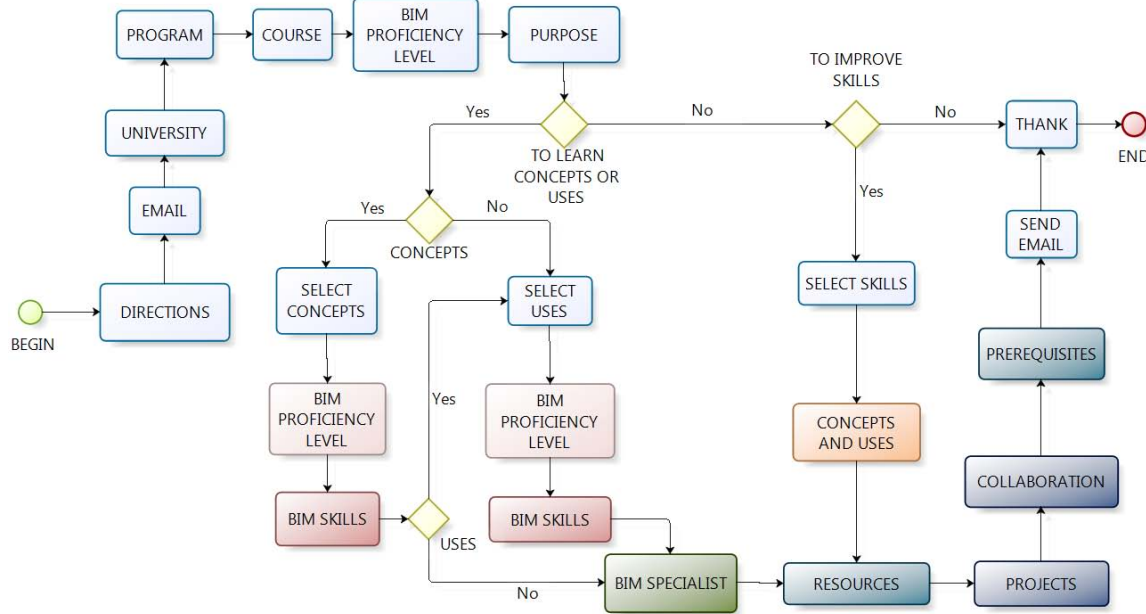 PROGRAM
COURSE
BIM
PROFICIENCY
LEVEL
PURPOSE
TO IMPROVE
SKILLS
UNIVERSITY
Yes
No
No
THANK
END
TO LEARN
CONCEPTS OR
USES
EMAIL
Yes
No
Yes
CONCEPTS
SEND
EMAIL
BEGIN
DIRECTIONS
SELECT
CONCEPTS
SELECT
USES
SELECT SKILLS
PREREQUISITES
BIM
PROFICIENCY
LEVEL
Yes
BIM
PROFICIENCY
LEVEL
CONCEPTS
AND USES
COLLABORATION
BIM SKILLS
USES
BIM SKILLS
No
BIM SPECIALIST
RESOURCES
PROJECTS